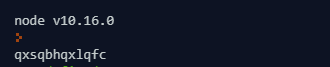 node v10.16.0
>
qxsqbhqxlqfc